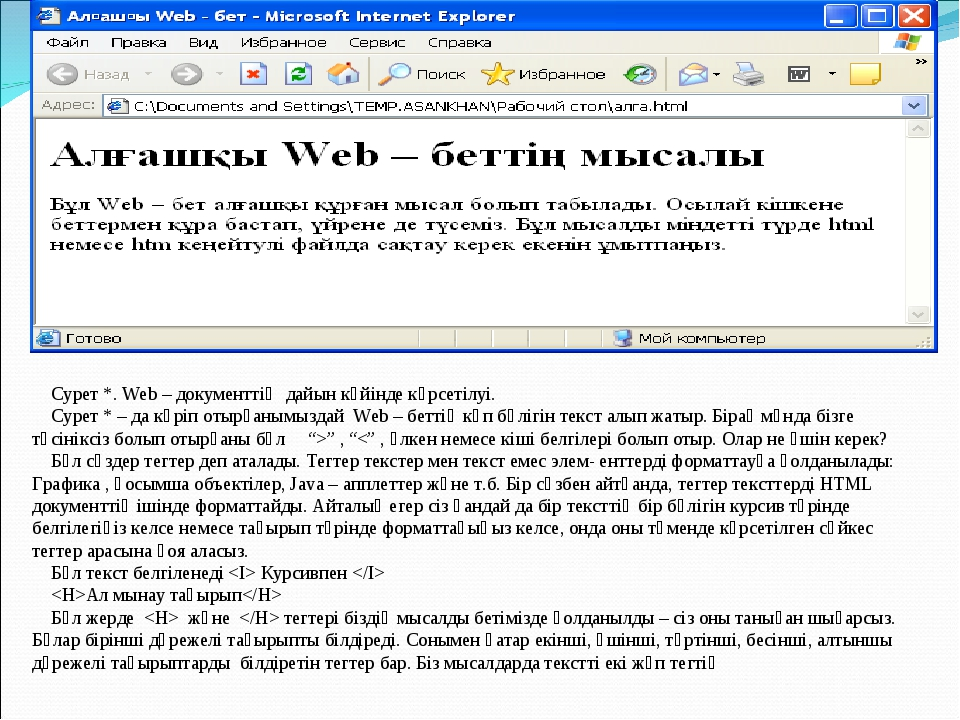 Алғашқы Web - бет - Microsoft Internet Explorer
Файл Правка Вид Избранное Сервис Справка
Назад Поиск Избранное »
Адрес: C:\Documents and Settings\TEMP.ASANKHAN\Рабочий стол\алга.html
Алғашқы Web – беттің мысалы
Бұл Web – бет алғашқы құрған мысал болып табылады. Осылай кішкене
беттермен құра бастап, үйрене де түсеміз. Бұл мысалды міндетті түрде html
немесе htm кеңейтулі файлда сақтау керек екенін ұмытпаңыз.
Готово Мой компьютер
Сурет *. Web – документтің дайын күйінде көрсетілуі.
Сурет * – да көріп отырғанымыздай Web – беттің көп бөлігін текст алып жатыр. Бірақ мұнда бізге
түсініксіз болып отырғаны бұл “>” , “<” , үлкен немесе кіші белгілері болып отыр. Олар не үшін керек?
Бұл сөздер тегтер деп аталады. Тегтер текстер мен текст емес элем- енттерді форматтауға қолданылады:
Графика , қосымша объектілер, Java – апплеттер және т.б. Бір сөзбен айтқанда, тегтер тексттерді HTML
документтің ішінде форматтайды. Айталық егер сіз қандай да бір тексттің бір бөлігін курсив түрінде
белгілегіңіз келсе немесе тақырып түрінде форматтағыңыз келсе, онда оны төменде көрсетілген сәйкес
тегтер арасына қоя аласыз.
Бұл текст белгіленеді <I> Курсивпен </I>
<H>Ал мынау тақырып</H>
Бұл жерде <H> және </H> тегтері біздің мысалды бетімізде қолданылды – сіз оны таныған шығарсыз.
Бұлар бірінші дәрежелі тақырыпты білдіреді. Сонымен қатар екінші, үшінші, төртінші, бесінші, алтыншы
дәрежелі тақырыптарды білдіретін тегтер бар. Біз мысалдарда текстті екі жұп тегтің